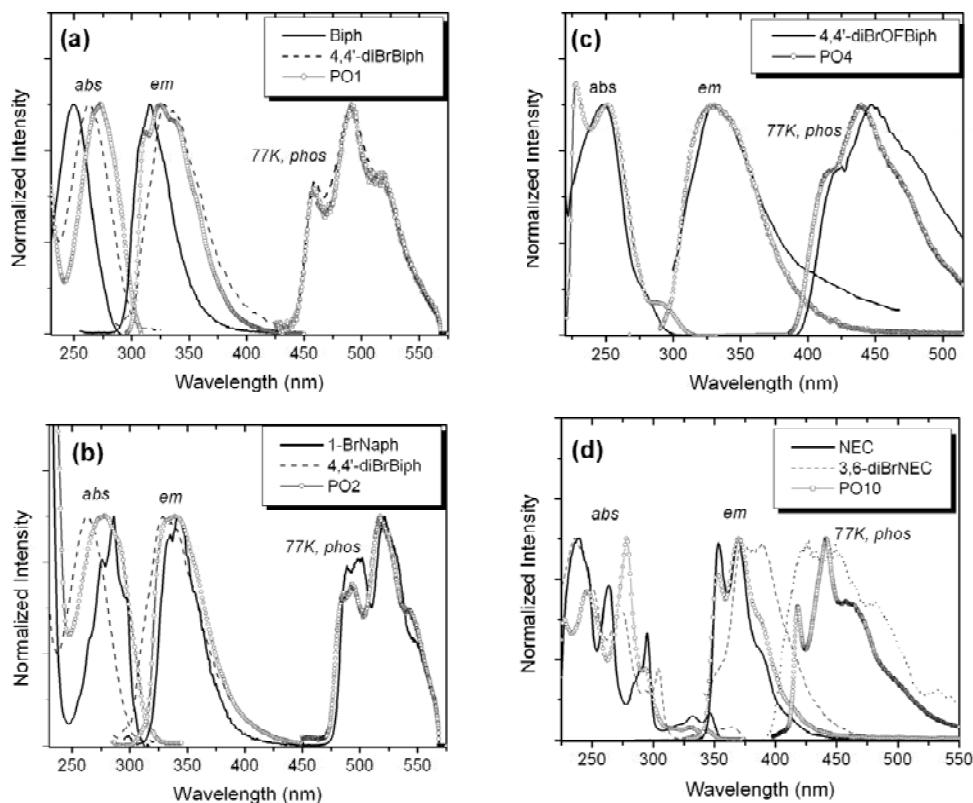 (a)
Biph
4,4'-diBrBiph
PO1
abs
em
77K, phos
Normalized Intensity
250 300 350 400 450 500 550
Wavelength (nm)
(c)
4,4'-diBrOFBiph
PO4
abs
em
77K, phos
Normalized Intensity
250 300 350 400 450 500
Wavelength (nm)
(b)
1-BrNaph
4,4'-diBrBiph
PO2
abs
em
77K, phos
Normalized Intensity
250 300 350 400 450 500 550
Wavelength (nm)
(d)
NEC
3,6-diBrNEC
PO10
abs
em
77K, phos
Normalized Intensity
250 300 350 400 450 500 550
Wavelength (nm)